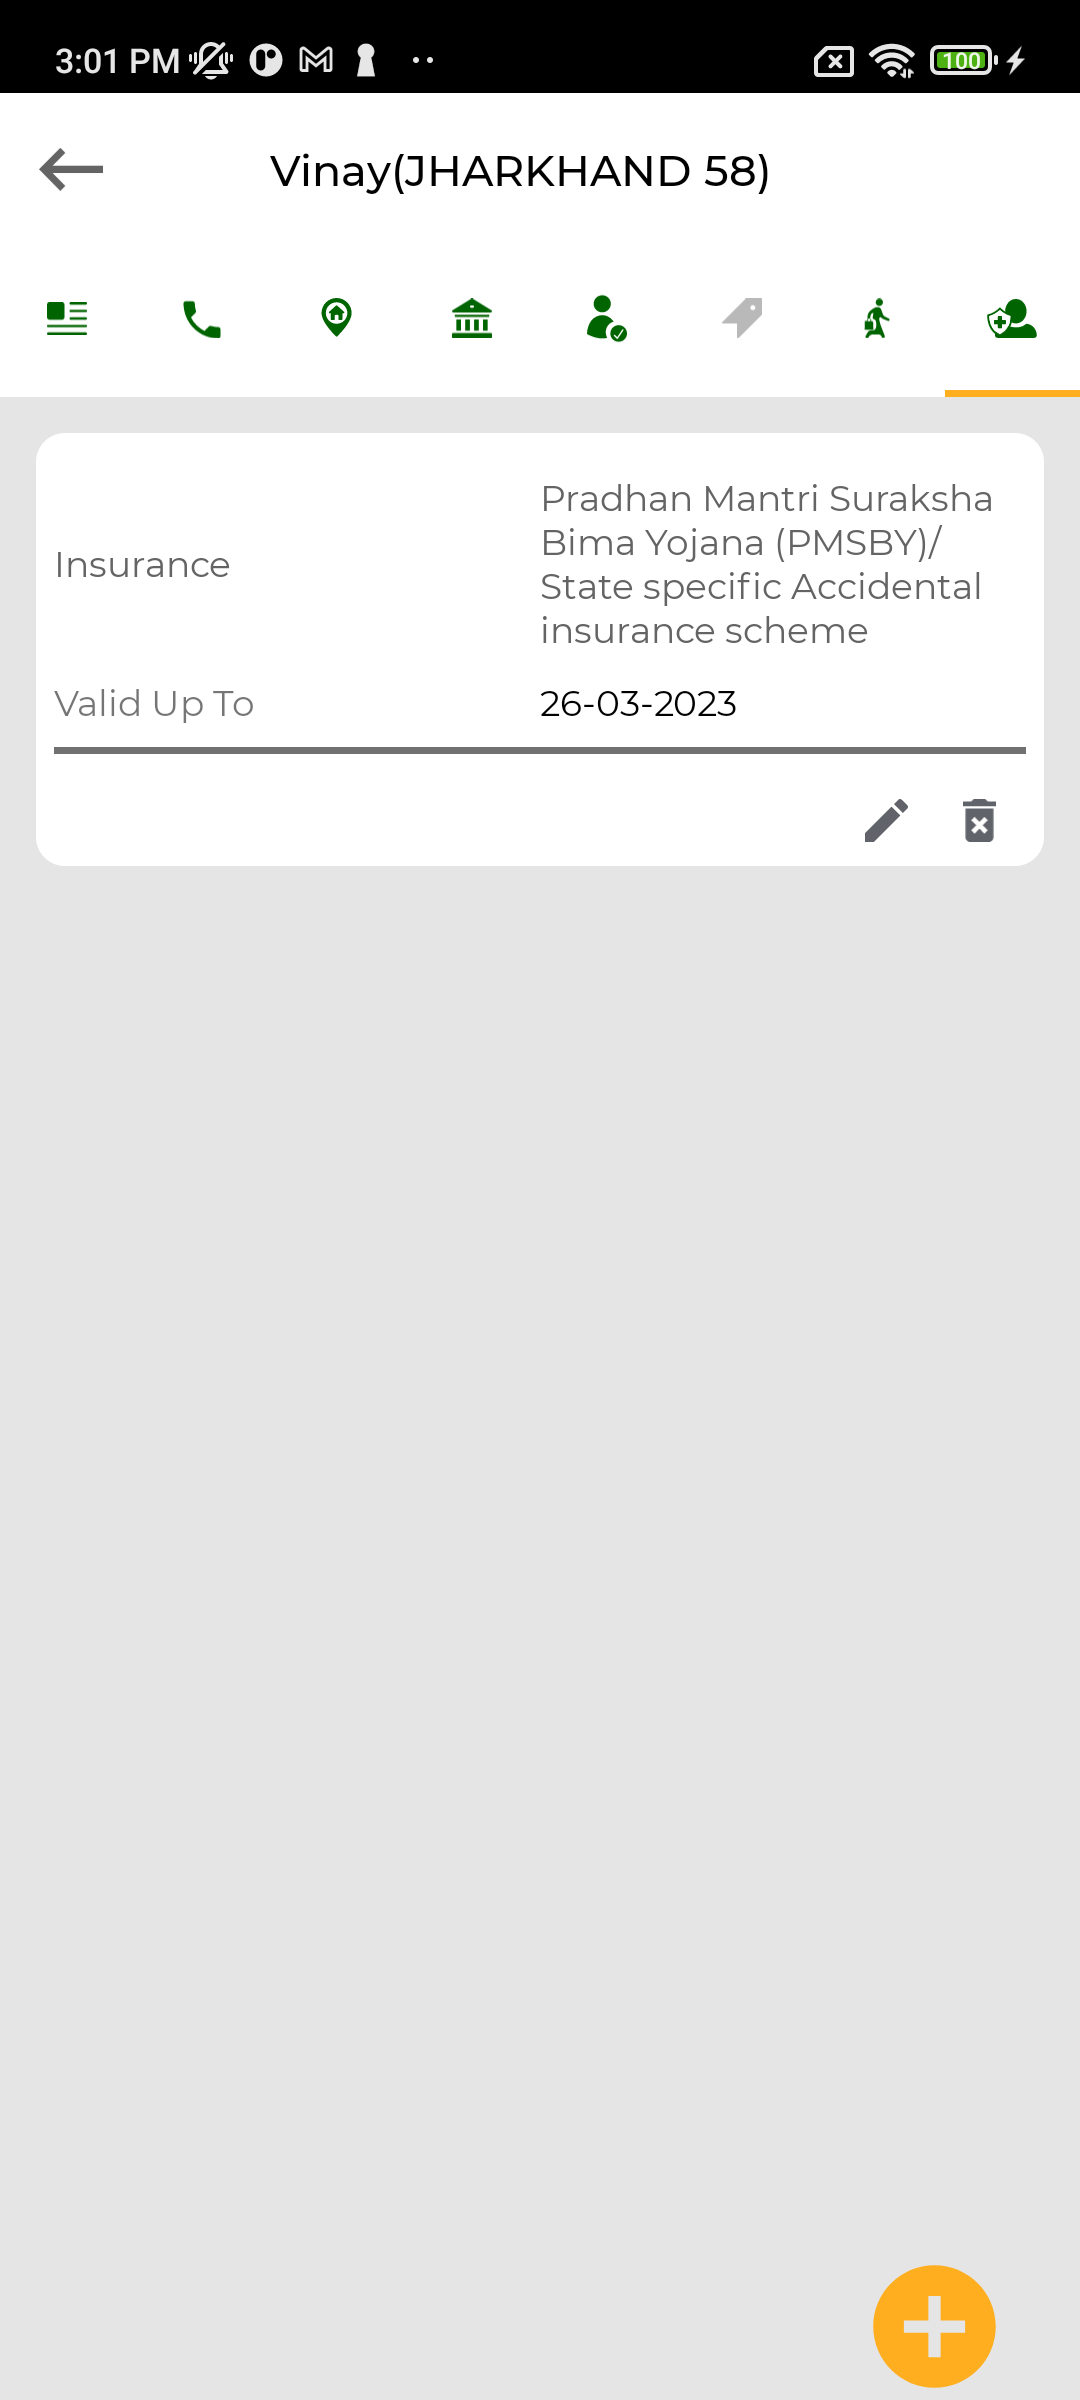 3:01 PM
100
Vinay(JHARKHAND 58)
Insurance
Pradhan Mantri Suraksha
Bima Yojana (PMSBY)/
State specific Accidental
insurance scheme
Valid Up To
26-03-2023